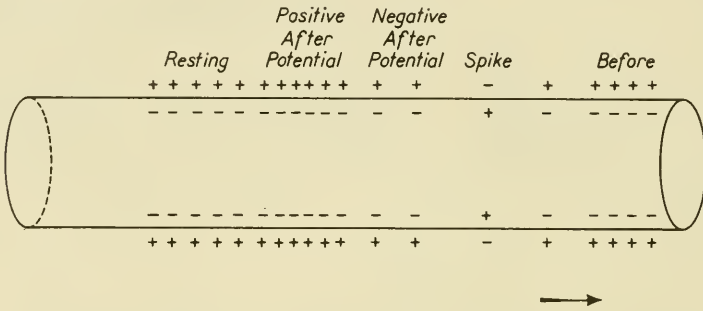 Positive Negative
After After
Resting Potential Potential Spike Before
+ + + + + + + + + + + + + − + + + + +
− − − − − − − − − − − − − + − − − − −
− − − − − − − − − − − − − + − − − − −
+ + + + + + + + + + + + + − + + + + +